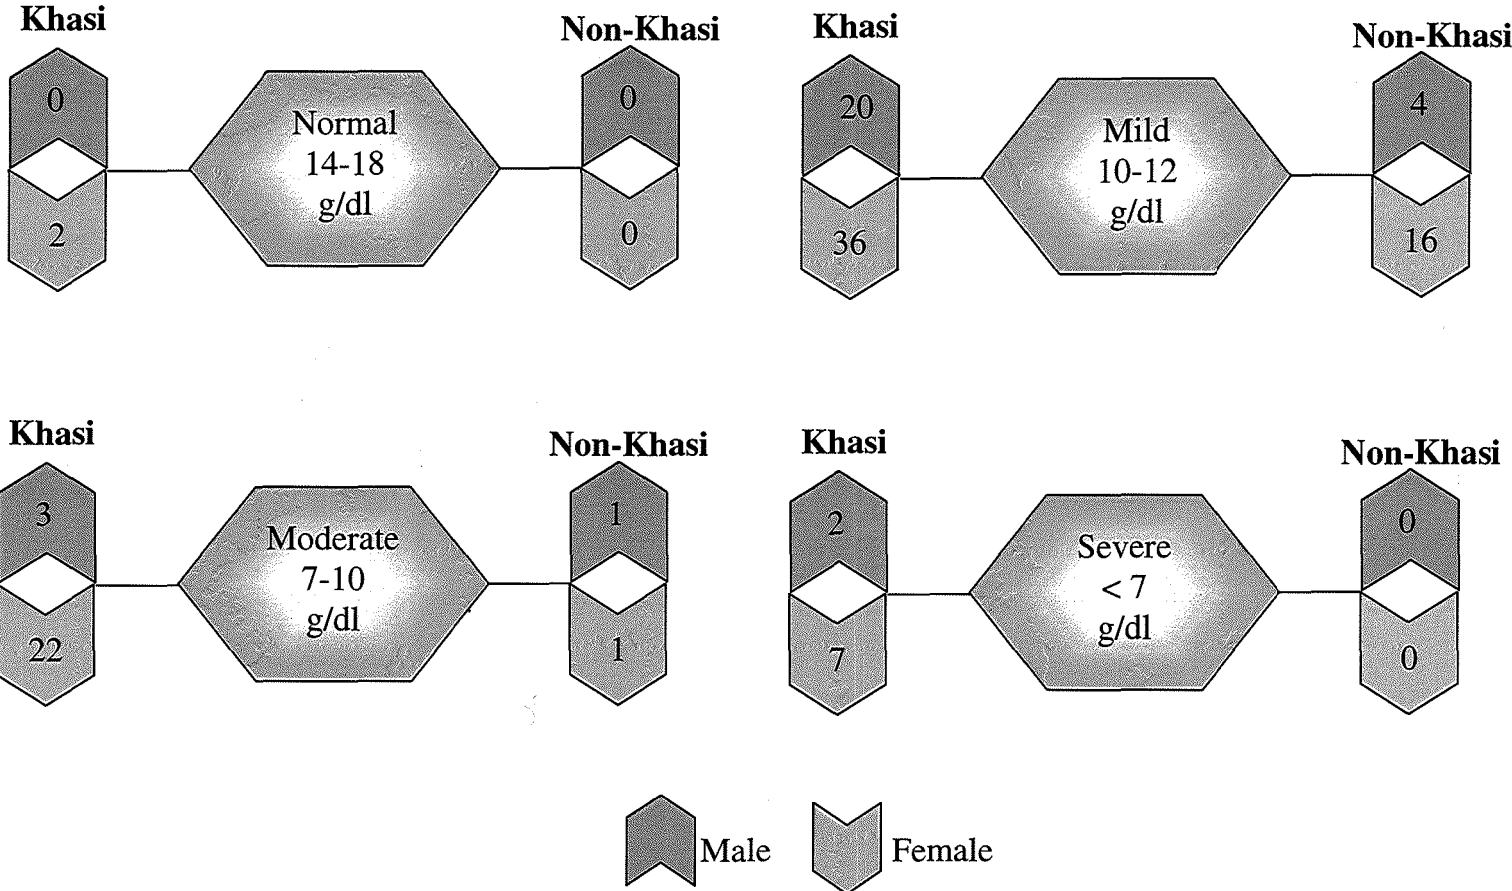 Khasi
Non-Khasi
0
2
Normal
14-18
g/dl
0
0
Khasi
Non-Khasi
20
36
Mild
10-12
g/dl
4
16
Khasi
Non-Khasi
3
22
Moderate
7-10
g/dl
1
1
Khasi
Non-Khasi
2
7
Severe
< 7
g/dl
0
0
Male
Female